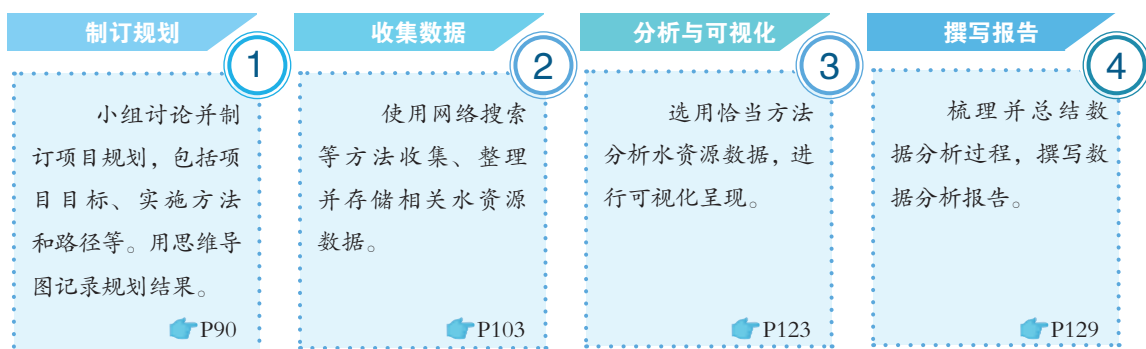 制订规划
1
小组讨论并制
订项目规划，包括项
目目标、实施方法
和路径等。用思维导
图记录规划结果。
P90
收集数据
2
使用网络搜索
等方法收集、整理
并存储相关水资源
数据。
P103
分析与可视化
3
选用恰当方法
分析水资源数据，进
行可视化呈现。
P123
撰写报告
4
梳理并总结数
据分析过程，撰写数
据分析报告。
P129